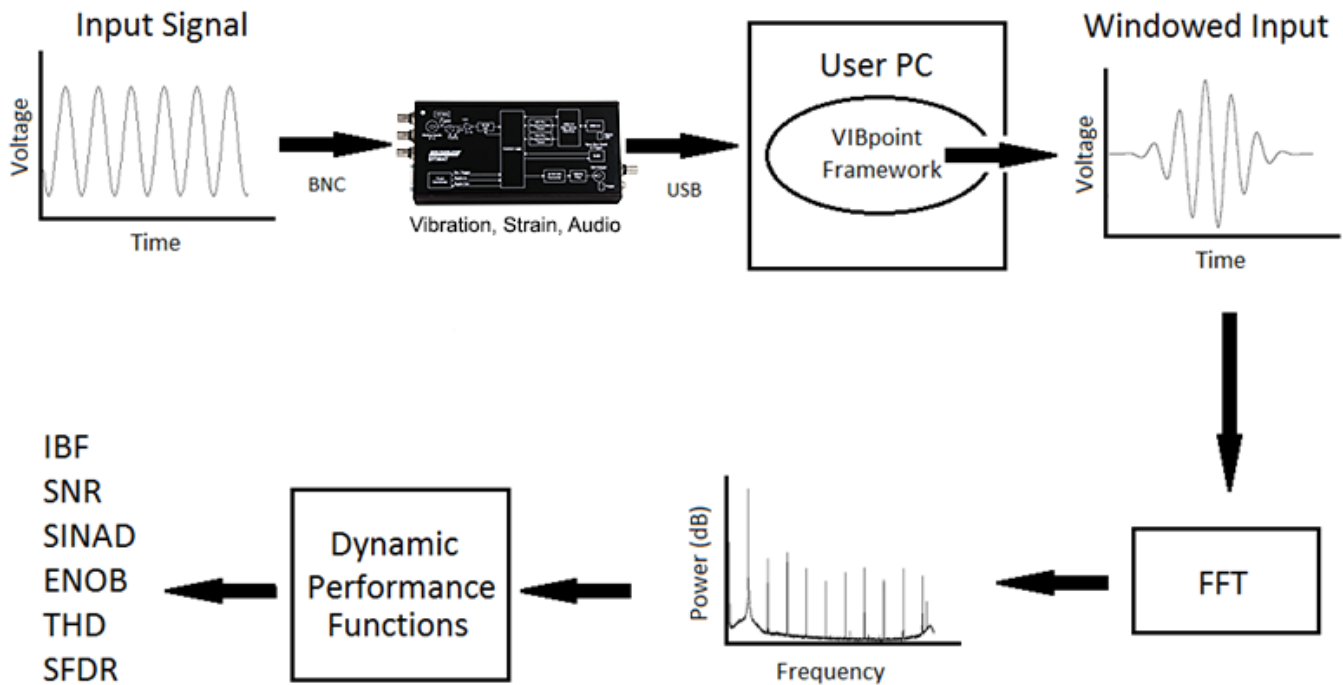 Input Signal
Voltage
Time
BNC
Vibration, Strain, Audio
USB
User PC
VIBpoint
Framework
Windowed Input
Voltage
Time
FFT
Power (dB)
Frequency
Dynamic
Performance
Functions
IBF
SNR
SINAD
ENOB
THD
SFDR